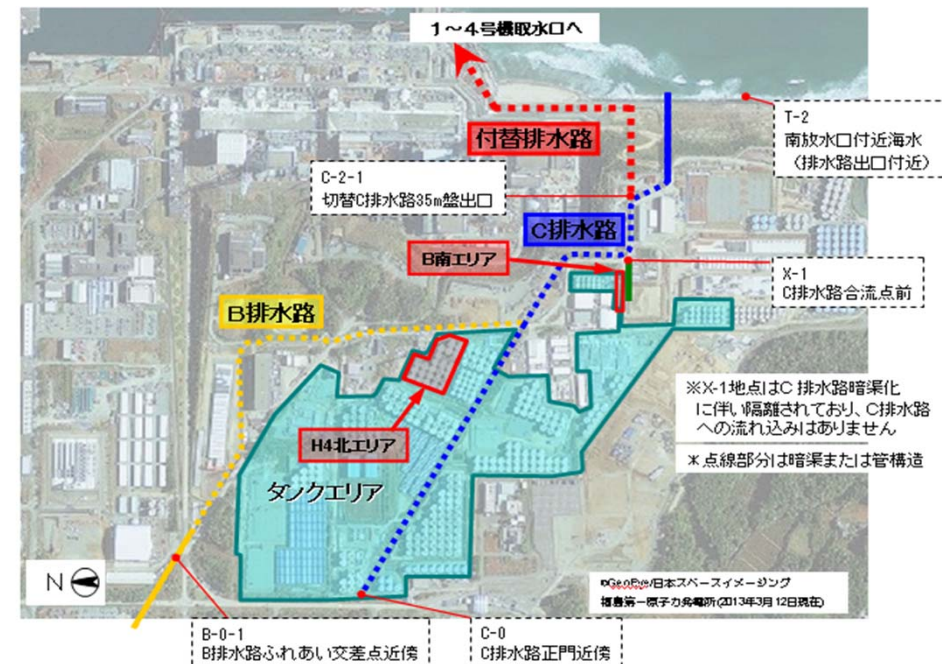 1～4号機取水口へ
付替排水路
T-2
南放水口付近海水
（排水路出口付近）
C-2-1
切替C排水路35m盤出口
C排水路
B南エリア
X-1
C排水路合流点前
B排水路
※X-1地点はC排水路暗渠化
に伴い隔離されており、C排水路
への流れ込みはありません
H4北エリア
＊点線部分は暗渠または管構造
タンクエリア
N
©GeoEye/日本スペースイメージング
福島第一原子力発電所(2013年3月12日現在)
B-0-1
B排水路ふれあい交差点近傍
C-0
C排水路正門近傍